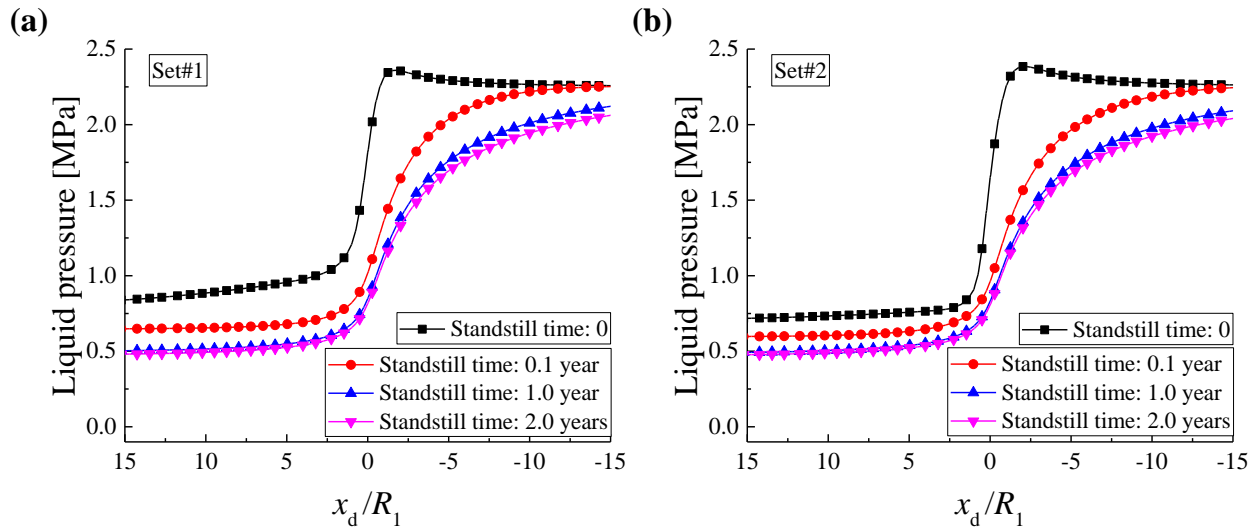 (a)
Set#1
Liquid pressure [MPa]
2.5
2.0
1.5
1.0
0.5
0.0
Standstill time: 0
Standstill time: 0.1 year
Standstill time: 1.0 year
Standstill time: 2.0 years
15 10 5 0 -5 -10 -15
x_d/R_1
(b)
Set#2
Liquid pressure [MPa]
2.5
2.0
1.5
1.0
0.5
0.0
Standstill time: 0
Standstill time: 0.1 year
Standstill time: 1.0 year
Standstill time: 2.0 years
15 10 5 0 -5 -10 -15
x_d/R_1